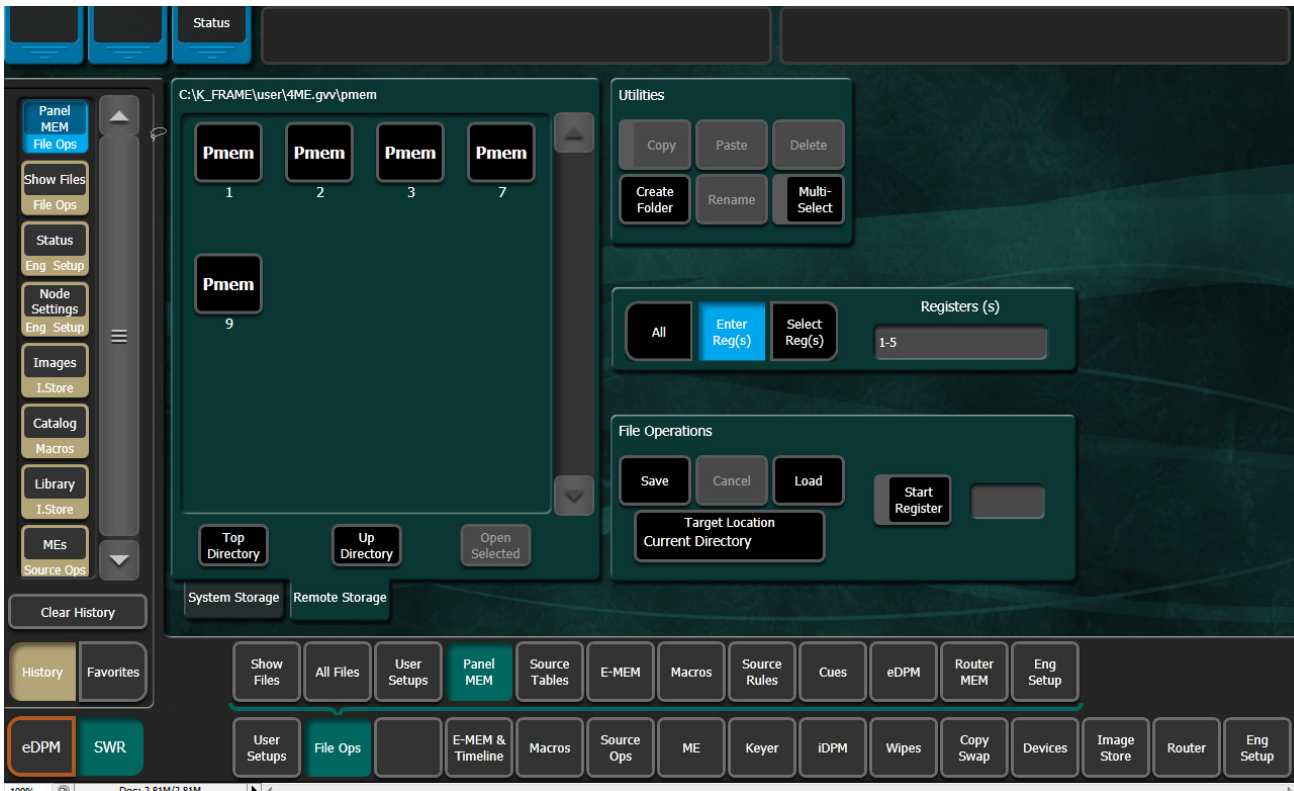 Status
Panel
MEM
File Ops
Show Files
File Ops
Status
Eng Setup
Node
Settings
Eng Setup
Images
I.Store
Catalog
Macros
Library
I.Store
MEs
Source Ops
Clear History
History
Favorites
eDPM
SWR
C:\K_FRAME\user\4ME.gvv\pmem
Pmem
1
Pmem
2
Pmem
3
Pmem
7
Pmem
9
Top
Directory
Up
Directory
Open
Selected
System Storage
Remote Storage
Utilities
Copy
Paste
Delete
Create
Folder
Rename
Multi-
Select
All
Enter
Reg(s)
Select
Reg(s)
Registers (s)
1-5
File Operations
Save
Cancel
Load
Start
Register
Target Location
Current Directory
Show
Files
All Files
User
Setups
Panel
MEM
Source
Tables
E-MEM
Macros
Source
Rules
Cues
eDPM
Router
MEM
Eng
Setup
User
Setups
File Ops
E-MEM &
Timeline
Macros
Source
Ops
ME
Keyer
iDPM
Wipes
Copy
Swap
Devices
Image
Store
Router
Eng
Setup
100%
Doc: 2.81M/2.81M